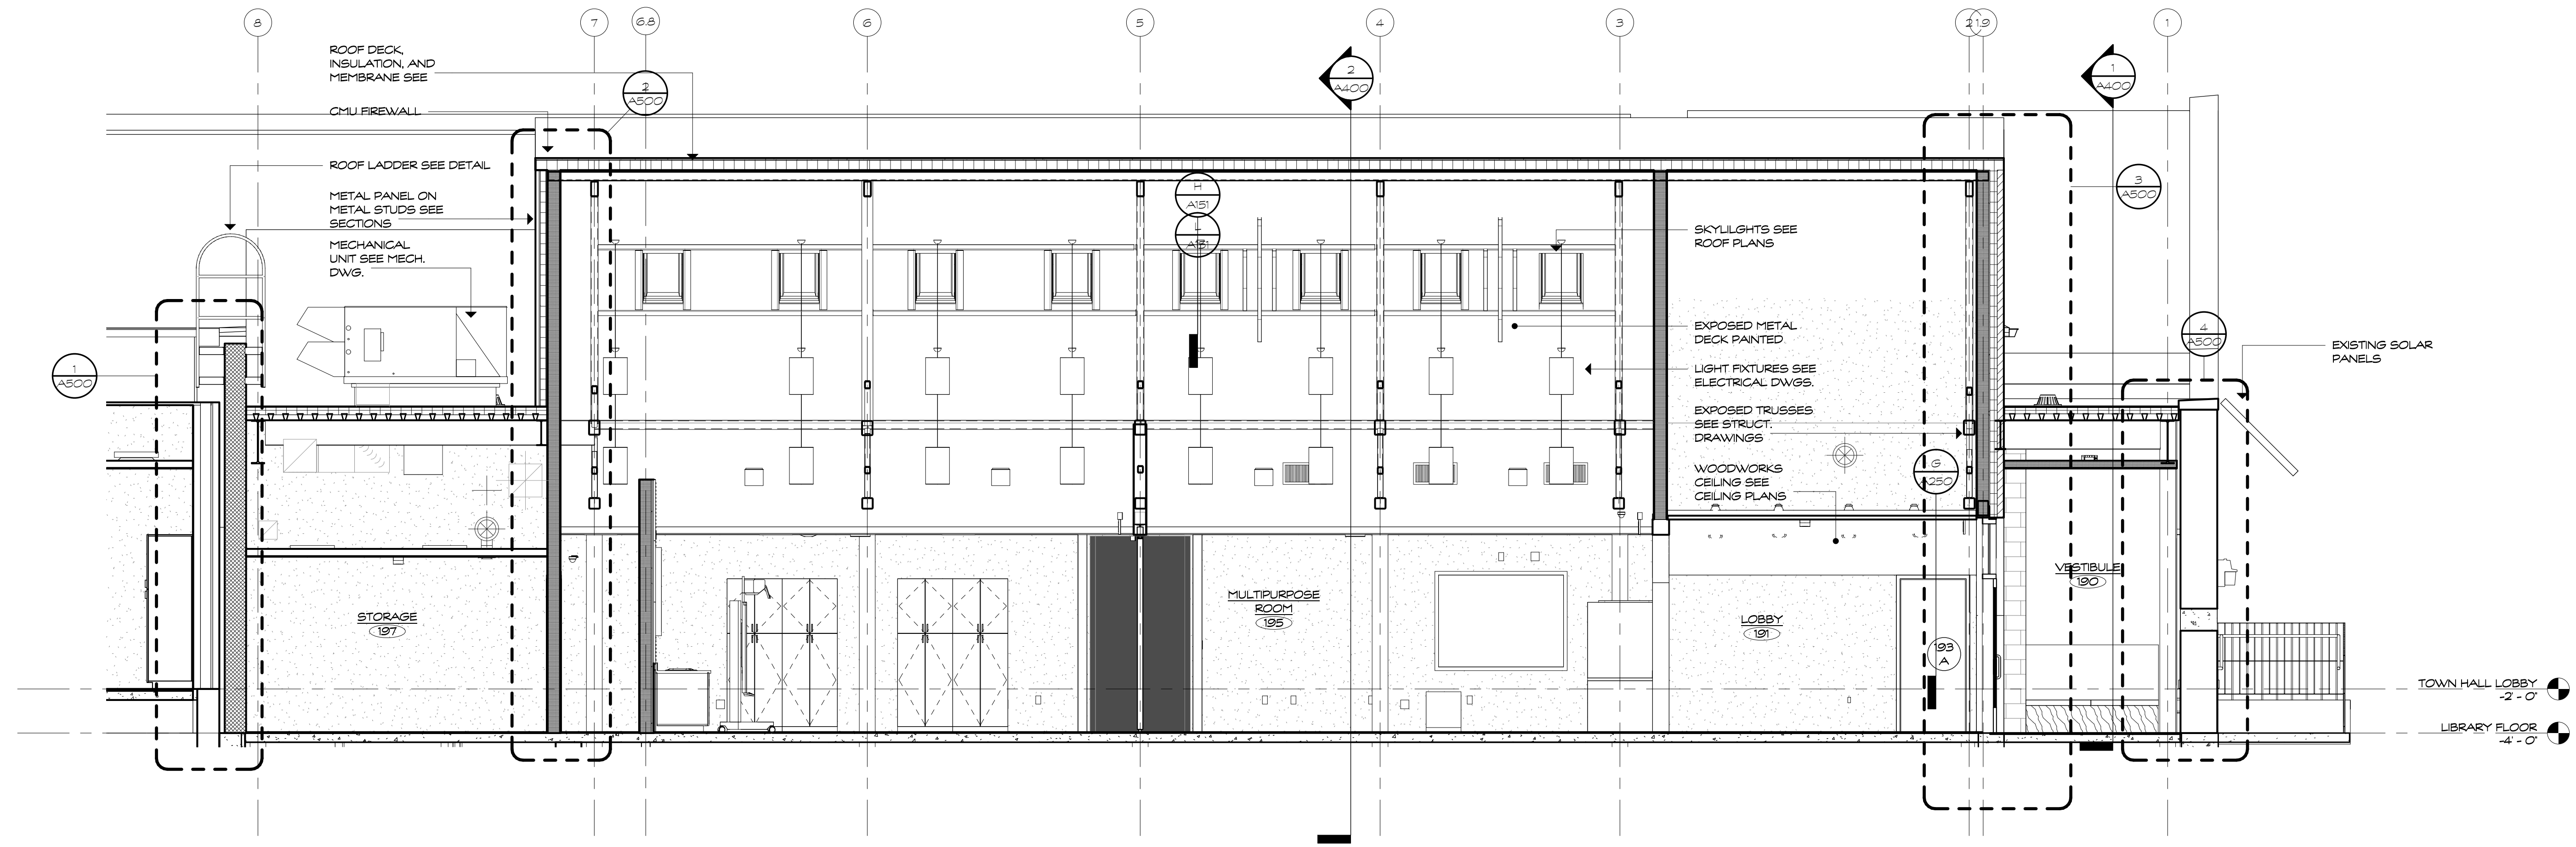 8
7
6.8
6
5
4
3
2
1.9
1
ROOF DECK,
INSULATION, AND
MEMBRANE SEE
CMU FIREWALL
ROOF LADDER SEE DETAIL
METAL PANEL ON
METAL STUDS SEE
SECTIONS
MECHANICAL
UNIT SEE MECH.
DWG.
2
A500
2
A400
1
A400
3
A500
4
A500
1
A500
H
A151
L
A151
SKYLILGHTS SEE
ROOF PLANS
EXPOSED METAL
DECK PAINTED
LIGHT FIXTURES SEE
ELECTRICAL DWGS.
EXPOSED TRUSSES
SEE STRUCT.
DRAWINGS
WOODWORKS
CEILING SEE
CEILING PLANS
G
A250
EXISTING SOLAR
PANELS
STORAGE
197
MULTIPURPOSE
ROOM
195
LOBBY
191
193
A
VESTIBULE
190
TOWN HALL LOBBY
-2' - 0"
LIBRARY FLOOR
-4' - 0"